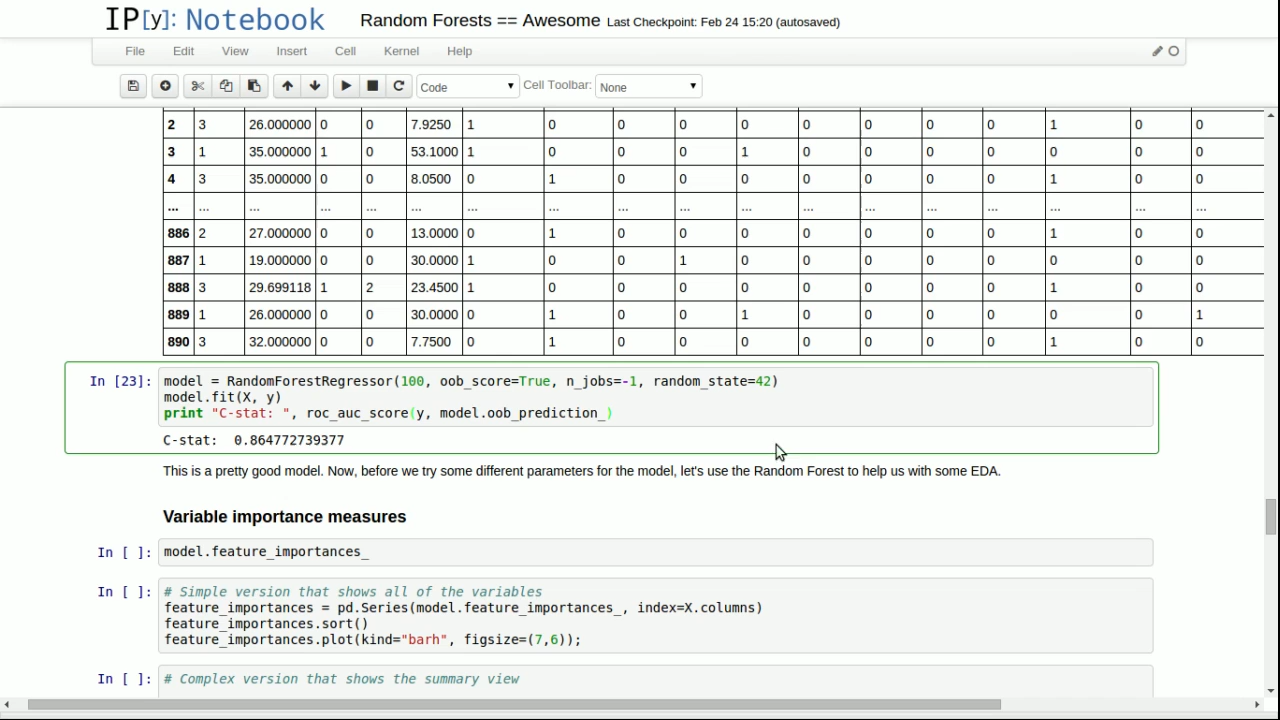 IP[y]: Notebook Random Forests == Awesome Last Checkpoint: Feb 24 15:20 (autosaved)
File Edit View Insert Cell Kernel Help
Code Cell Toolbar: None
2 3 26.000000 0 0 7.9250 1 0 0 0 0 0 0 0 0 1 0 0
3 1 35.000000 1 0 53.1000 1 0 0 0 1 0 0 0 0 0 0 0
4 3 35.000000 0 0 8.0500 0 1 0 0 0 0 0 0 0 1 0 0
... ... ... ... ... ... ... ... ... ... ... ... ... ... ... ... ... ...
886 2 27.000000 0 0 13.0000 0 1 0 0 0 0 0 0 0 1 0 0
887 1 19.000000 0 0 30.0000 1 0 0 1 0 0 0 0 0 0 0 0
888 3 29.699118 1 2 23.4500 1 0 0 0 0 0 0 0 0 1 0 0
889 1 26.000000 0 0 30.0000 0 1 0 0 1 0 0 0 0 0 0 1
890 3 32.000000 0 0 7.7500 0 1 0 0 0 0 0 0 0 1 0 0
In [23]: model = RandomForestRegressor(100, oob_score=True, n_jobs=-1, random_state=42)
model.fit(X, y)
print "C-stat: ", roc_auc_score(y, model.oob_prediction_)
C-stat:  0.864772739377
This is a pretty good model. Now, before we try some different parameters for the model, let's use the Random Forest to help us with some EDA.
Variable importance measures
In [ ]: model.feature_importances_
In [ ]: # Simple version that shows all of the variables
feature_importances = pd.Series(model.feature_importances_, index=X.columns)
feature_importances.sort()
feature_importances.plot(kind="barh", figsize=(7,6));
In [ ]: # Complex version that shows the summary view